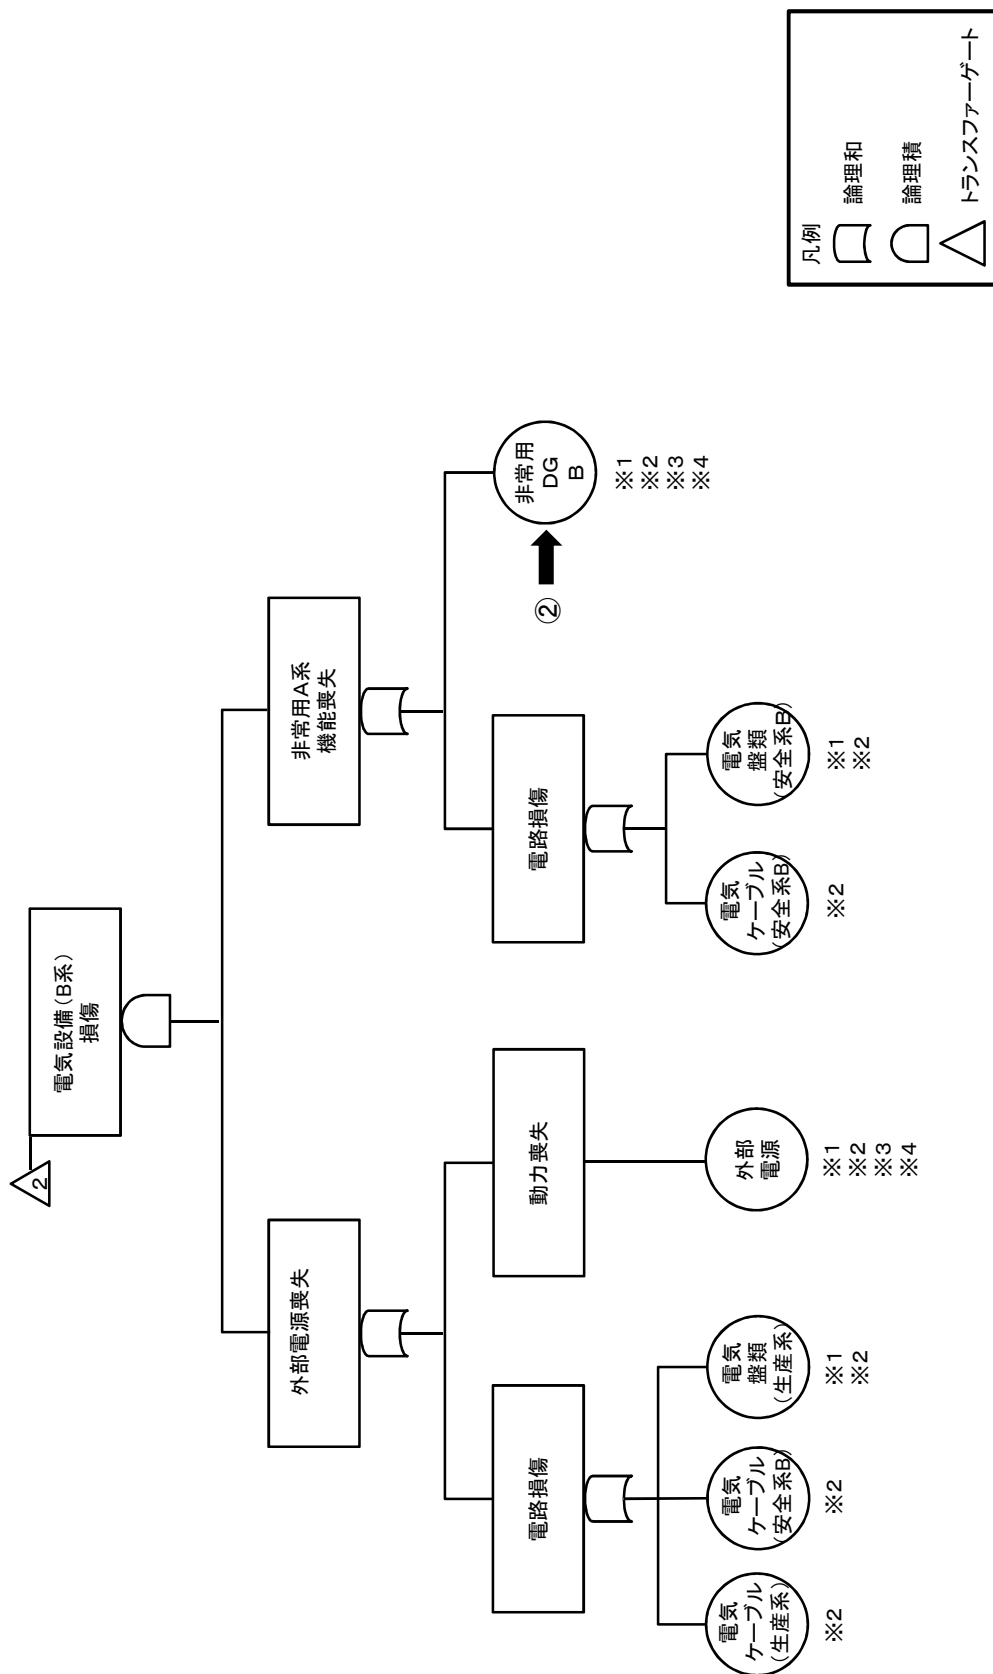 2
電気設備(B系)
損傷
外部電源喪失
非常用A系
機能喪失
電路損傷
動力喪失
電路損傷
非常用
DG
B
②
※1
※2
※3
※4
電気
ケーブル
(生産系)
※2
電気
ケーブル
(安全系B)
※2
電気
盤類
(生産系)
※1
※2
外部
電源
※1
※2
※3
※4
電気
ケーブル
(安全系B)
※2
電気
盤類
(安全系B)
※1
※2
凡例
論理和
論理積
トランスファーゲート